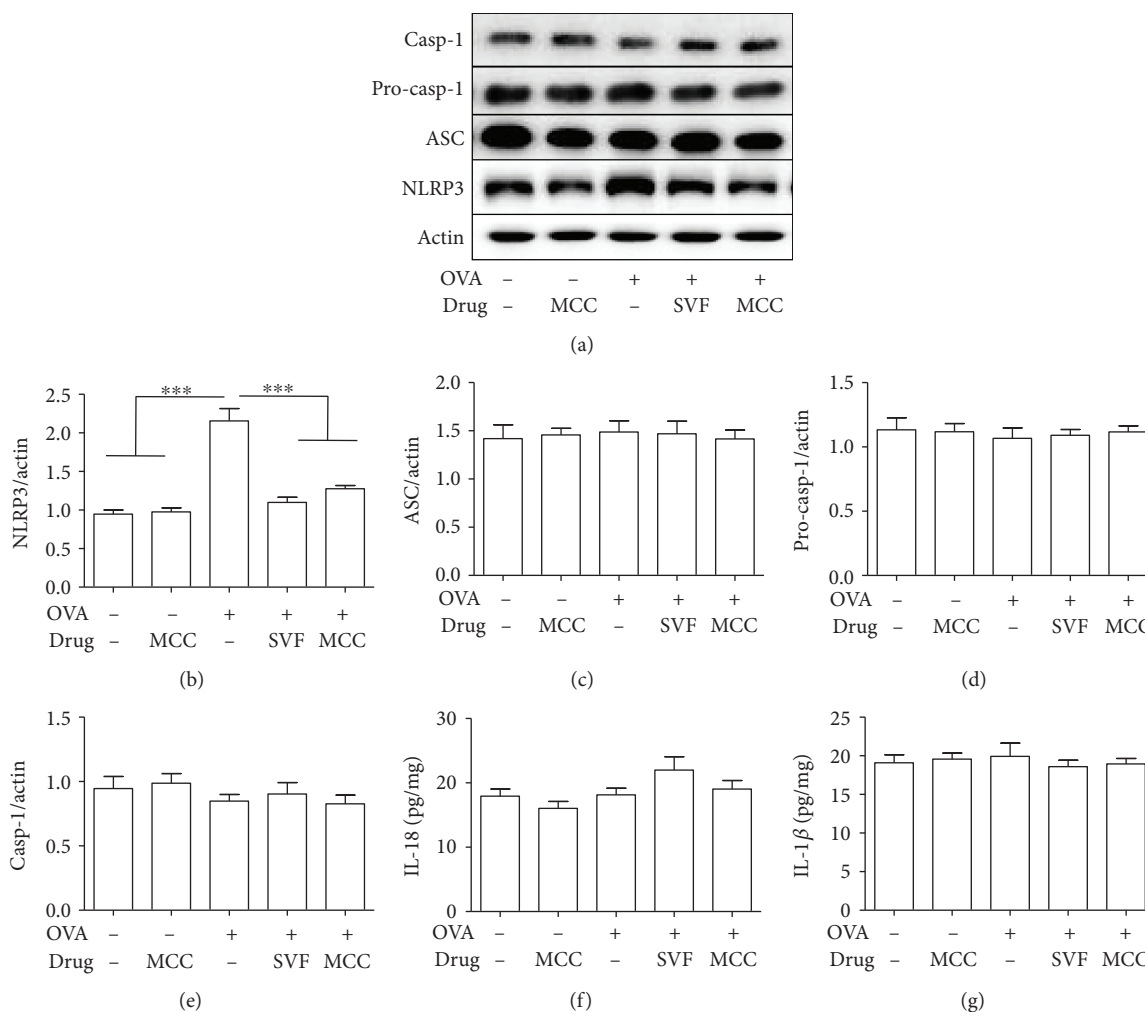 Casp-1
Pro-casp-1
ASC
NLRP3
Actin
OVA – – + + +
Drug – MCC – SVF MCC
(a)
NLRP3/actin
2.5
2.0
1.5
1.0
0.5
0.0
*** ***
OVA – – + + +
Drug – MCC – SVF MCC
(b)
ASC/actin
2.0
1.5
1.0
0.5
0.0
OVA – – + + +
Drug – MCC – SVF MCC
(c)
Pro-casp-1/actin
1.5
1.0
0.5
0.0
OVA – – + + +
Drug – MCC – SVF MCC
(d)
Casp-1/actin
1.5
1.0
0.5
0.0
OVA – – + + +
Drug – MCC – SVF MCC
(e)
IL-18 (pg/mg)
30
20
10
0
OVA – – + + +
Drug – MCC – SVF MCC
(f)
IL-1β (pg/mg)
25
20
15
10
5
0
OVA – – + + +
Drug – MCC – SVF MCC
(g)